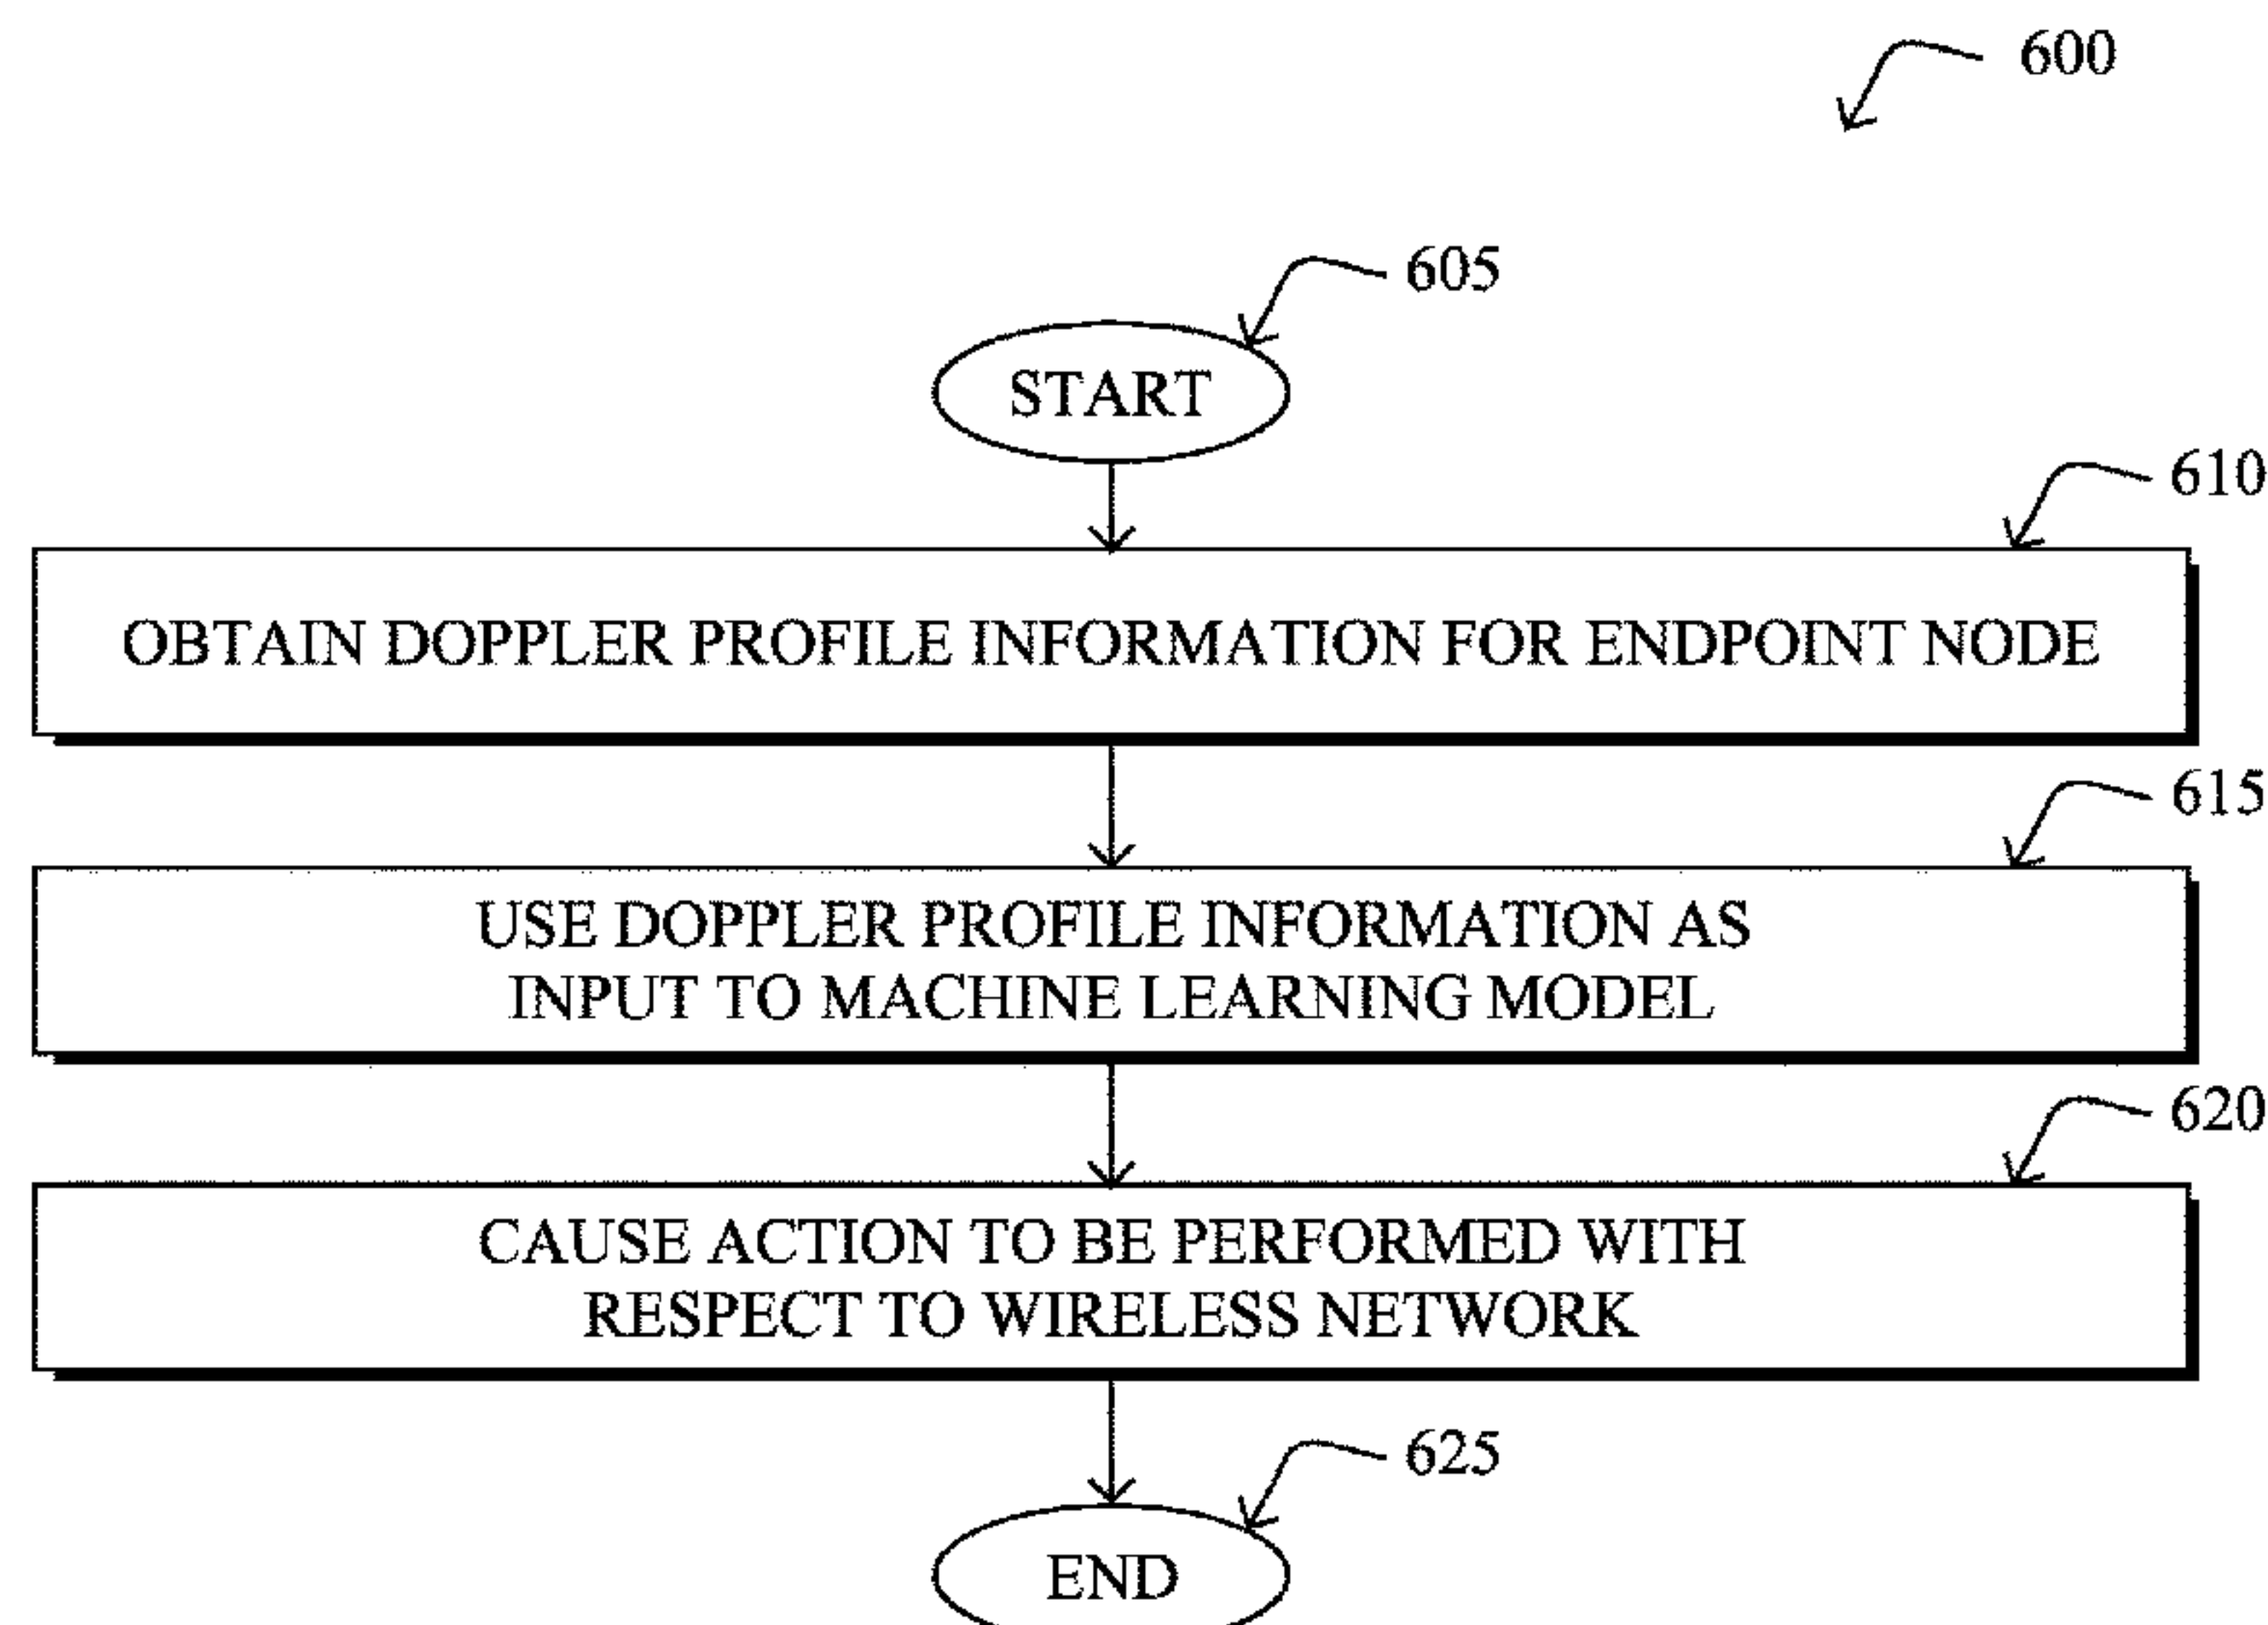 600
605
START
610
OBTAIN DOPPLER PROFILE INFORMATION FOR ENDPOINT NODE
615
USE DOPPLER PROFILE INFORMATION AS
INPUT TO MACHINE LEARNING MODEL
620
CAUSE ACTION TO BE PERFORMED WITH
RESPECT TO WIRELESS NETWORK
625
END